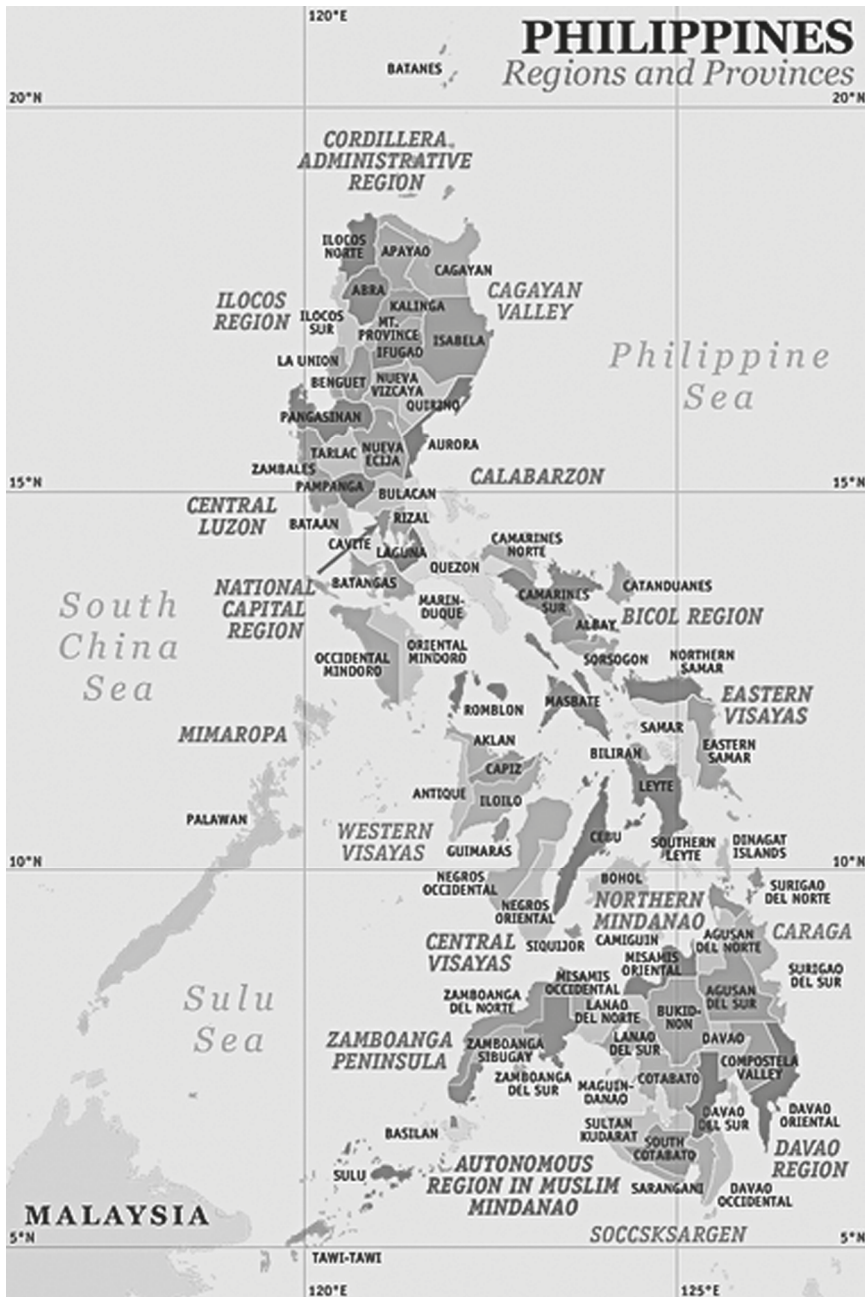 120°E
PHILIPPINES
Regions and Provinces
BATANES
20°N
20°N
CORDILLERA
ADMINISTRATIVE
REGION
ILOCOS
NORTE
APAYAO
CAGAYAN
ABRA
CAGAYAN
VALLEY
ILOCOS
REGION
KALINGA
ILOCOS
SUR
MT.
PROVINCE
ISABELA
IFUGAO
Philippine
Sea
LA UNION
BENGUET
NUEVA
VIZCAYA
QUIRINO
PANGASINAN
AURORA
TARLAC
NUEVA
ECIJA
ZAMBALES
CALABARZON
15°N
15°N
PAMPANGA
BULACAN
CENTRAL
LUZON
BATAAN
RIZAL
CAVITE
LAGUNA
CAMARINES
NORTE
QUEZON
NATIONAL
CAPITAL
REGION
BATANGAS
CATANDUANES
CAMARINES
SUR
MARIN-
DUQUE
South
China
Sea
ALBAY
BICOL REGION
ORIENTAL
MINDORO
OCCIDENTAL
MINDORO
SORSOGON
NORTHERN
SAMAR
ROMBLON
MASBATE
EASTERN
VISAYAS
SAMAR
MIMAROPA
AKLAN
BILIRAN
EASTERN
SAMAR
CAPIZ
LEYTE
ANTIQUE
ILOILO
PALAWAN
WESTERN
VISAYAS
CEBU
GUIMARAS
SOUTHERN
LEYTE
DINAGAT
ISLANDS
10°N
10°N
NEGROS
OCCIDENTAL
BOHOL
SURIGAO
DEL NORTE
NEGROS
ORIENTAL
NORTHERN
MINDANAO
CENTRAL
VISAYAS
SIQUIJOR
CAMIGUIN
AGUSAN
DEL NORTE
CARAGA
MISAMIS
ORIENTAL
MISAMIS
OCCIDENTAL
SURIGAO
DEL SUR
Sulu
Sea
ZAMBOANGA
DEL NORTE
LANAO
DEL NORTE
BUKID-
NON
AGUSAN
DEL SUR
ZAMBOANGA
PENINSULA
ZAMBOANGA
SIBUGAY
LANAO
DEL SUR
DAVAO
COMPOSTELA
VALLEY
ZAMBOANGA
DEL SUR
MAGUIN-
DANAO
COTABATO
DAVAO
DEL SUR
DAVAO
ORIENTAL
BASILAN
SULTAN
KUDARAT
SOUTH
COTABATO
DAVAO
REGION
SULU
AUTONOMOUS
REGION IN MUSLIM
MINDANAO
SARANGANI
DAVAO
OCCIDENTAL
MALAYSIA
SOCCSKSARGEN
5°N
5°N
TAWI-TAWI
120°E
125°E